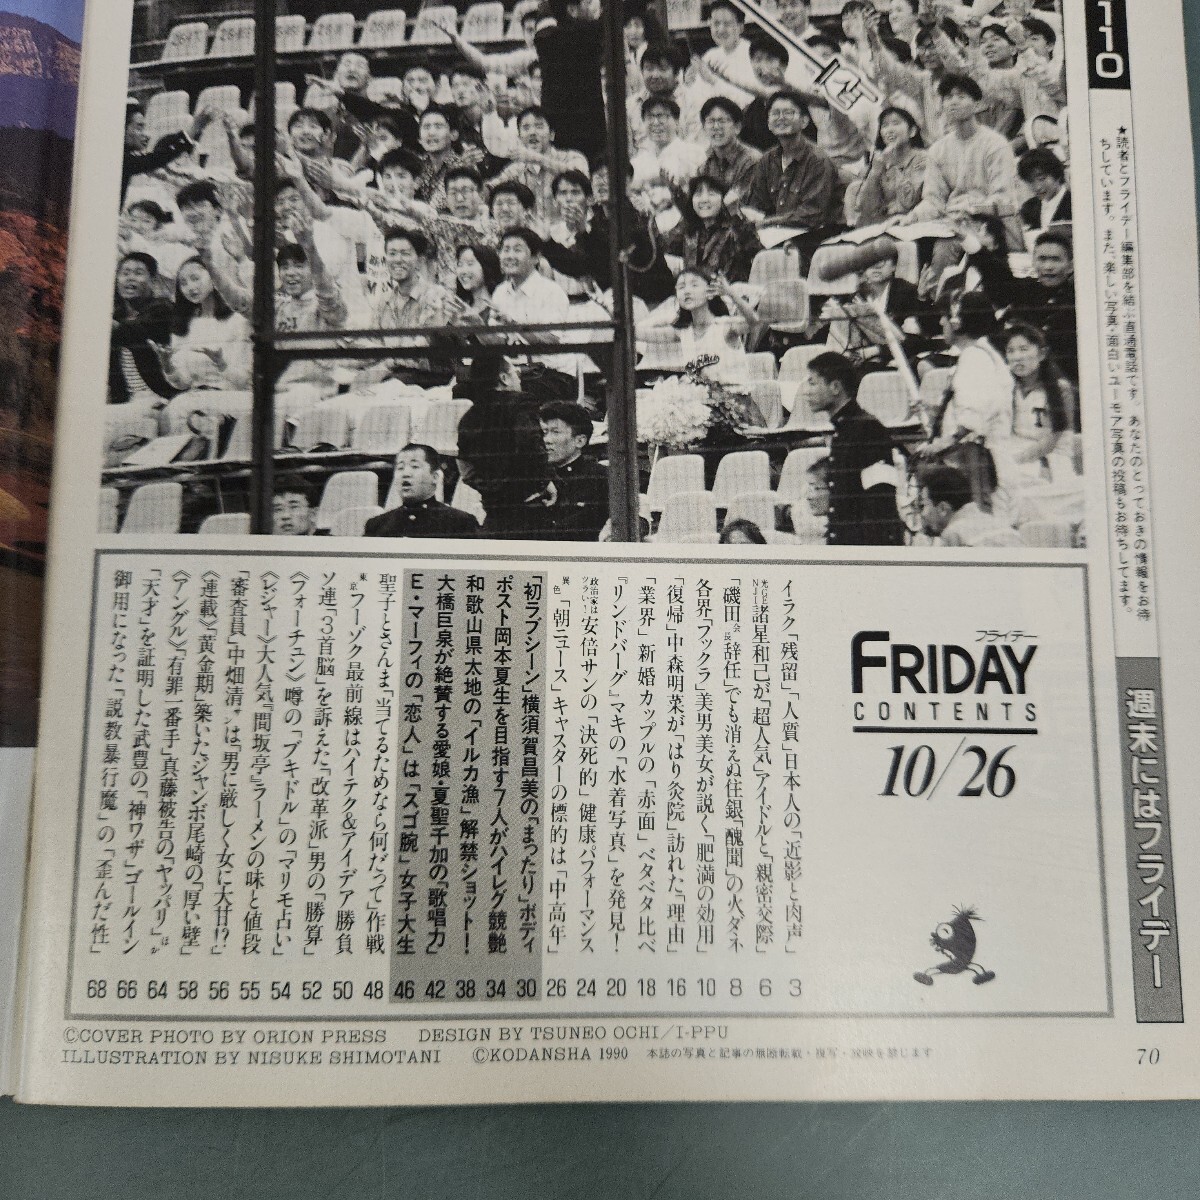 110
★読者とフライデー編集部を結ぶ直通電話です。あなたのとっておきの情報をお待
ちしています。また、楽しい写真・面白いユーモア写真の投稿もお待ちしてます。
週末にはフライデー
フライデー
FRIDAY
CONTENTS
10/26
イラク「残留」「人質」日本人の「近影と肉声」 3
光GENJI諸星和己が「超人気」アイドルと「親密交際」 6
「磯田会長辞任」でも消えぬ住銀「醜聞」の火ダネ 8
各界「フックラ」美男美女が説く「肥満の効用」 10
「復帰」中森明菜が「はり灸院」訪れた「理由」 16
「業界」新婚カップルの「赤面」ベタベタ比べ 18
『リンドバーグ』マキの「水着写真」を発見! 20
政治家はツライ!安倍サンの「決死的」健康パフォーマンス 24
異色「朝ニュース」キャスターの標的は「中高年」 26
「初ラブシーン」横須賀昌美の「まったり」ボディ 30
ポスト岡本夏生を目指す7人がハイレグ競艶 34
和歌山県太地の「イルカ漁」解禁ショット! 38
大橋巨泉が絶賛する愛娘・夏聖千加の「歌唱力」 42
E・マーフィの「恋人」は「スゴ腕」女子大生 46
聖子とさんま「当てるためなら何だって」作戦 48
東京フーゾク最前線はハイテク&アイデア勝負 50
ソ連「3首脳」を訴えた「改革派」男の「勝算」 52
〈フォーチュン〉噂の「ブキドル」の「マリモ占い」 54
〈レジャー〉大人気『間坂亭』ラーメンの味と値段 55
「審査員」中畑清サンは「男に厳しく女に大甘!?」 56
〈連載〉「黄金期」築いた“ジャンボ尾崎の「厚い壁」 58
〈アングル〉「有罪一番手」真藤被告の「ヤッパリ」ほか 64
「天才」を証明した武豊の「神ワザ」ゴールイン 66
御用になった「説教暴行魔」の「歪んだ性」 68
©COVER PHOTO BY ORION PRESS DESIGN BY TSUNEO OCHI/I-PPU
ILLUSTRATION BY NISUKE SHIMOTANI ©KODANSHA 1990 本誌の写真と記事の無断転載・複写・放映を禁じます
70